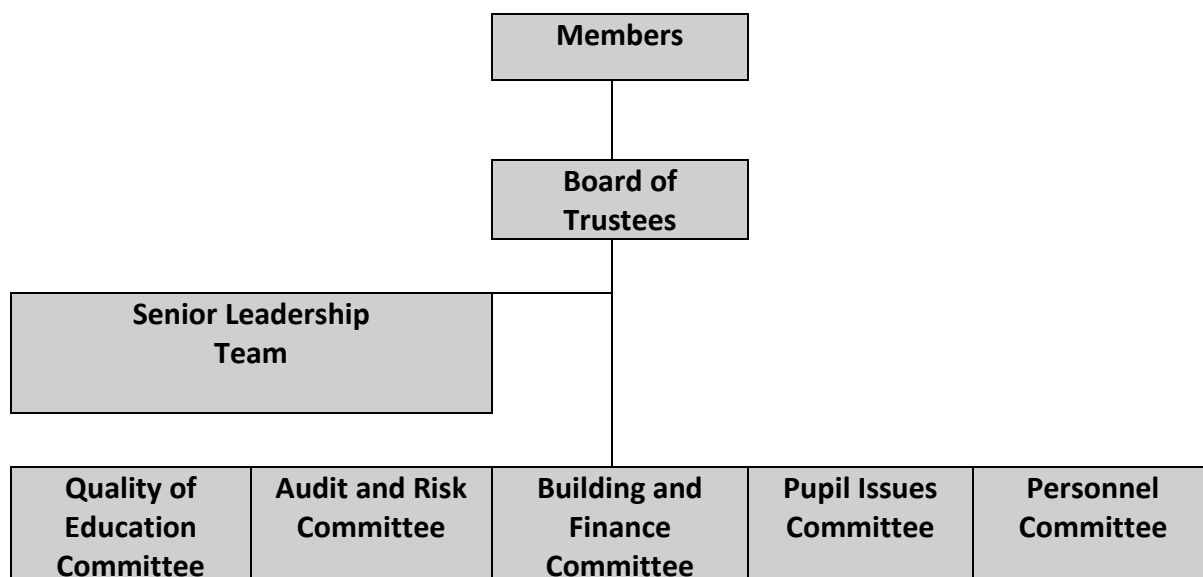 Members
Board of
Trustees
Senior Leadership
Team
Quality of
Education
Committee
Audit and Risk
Committee
Building and
Finance
Committee
Pupil Issues
Committee
Personnel
Committee